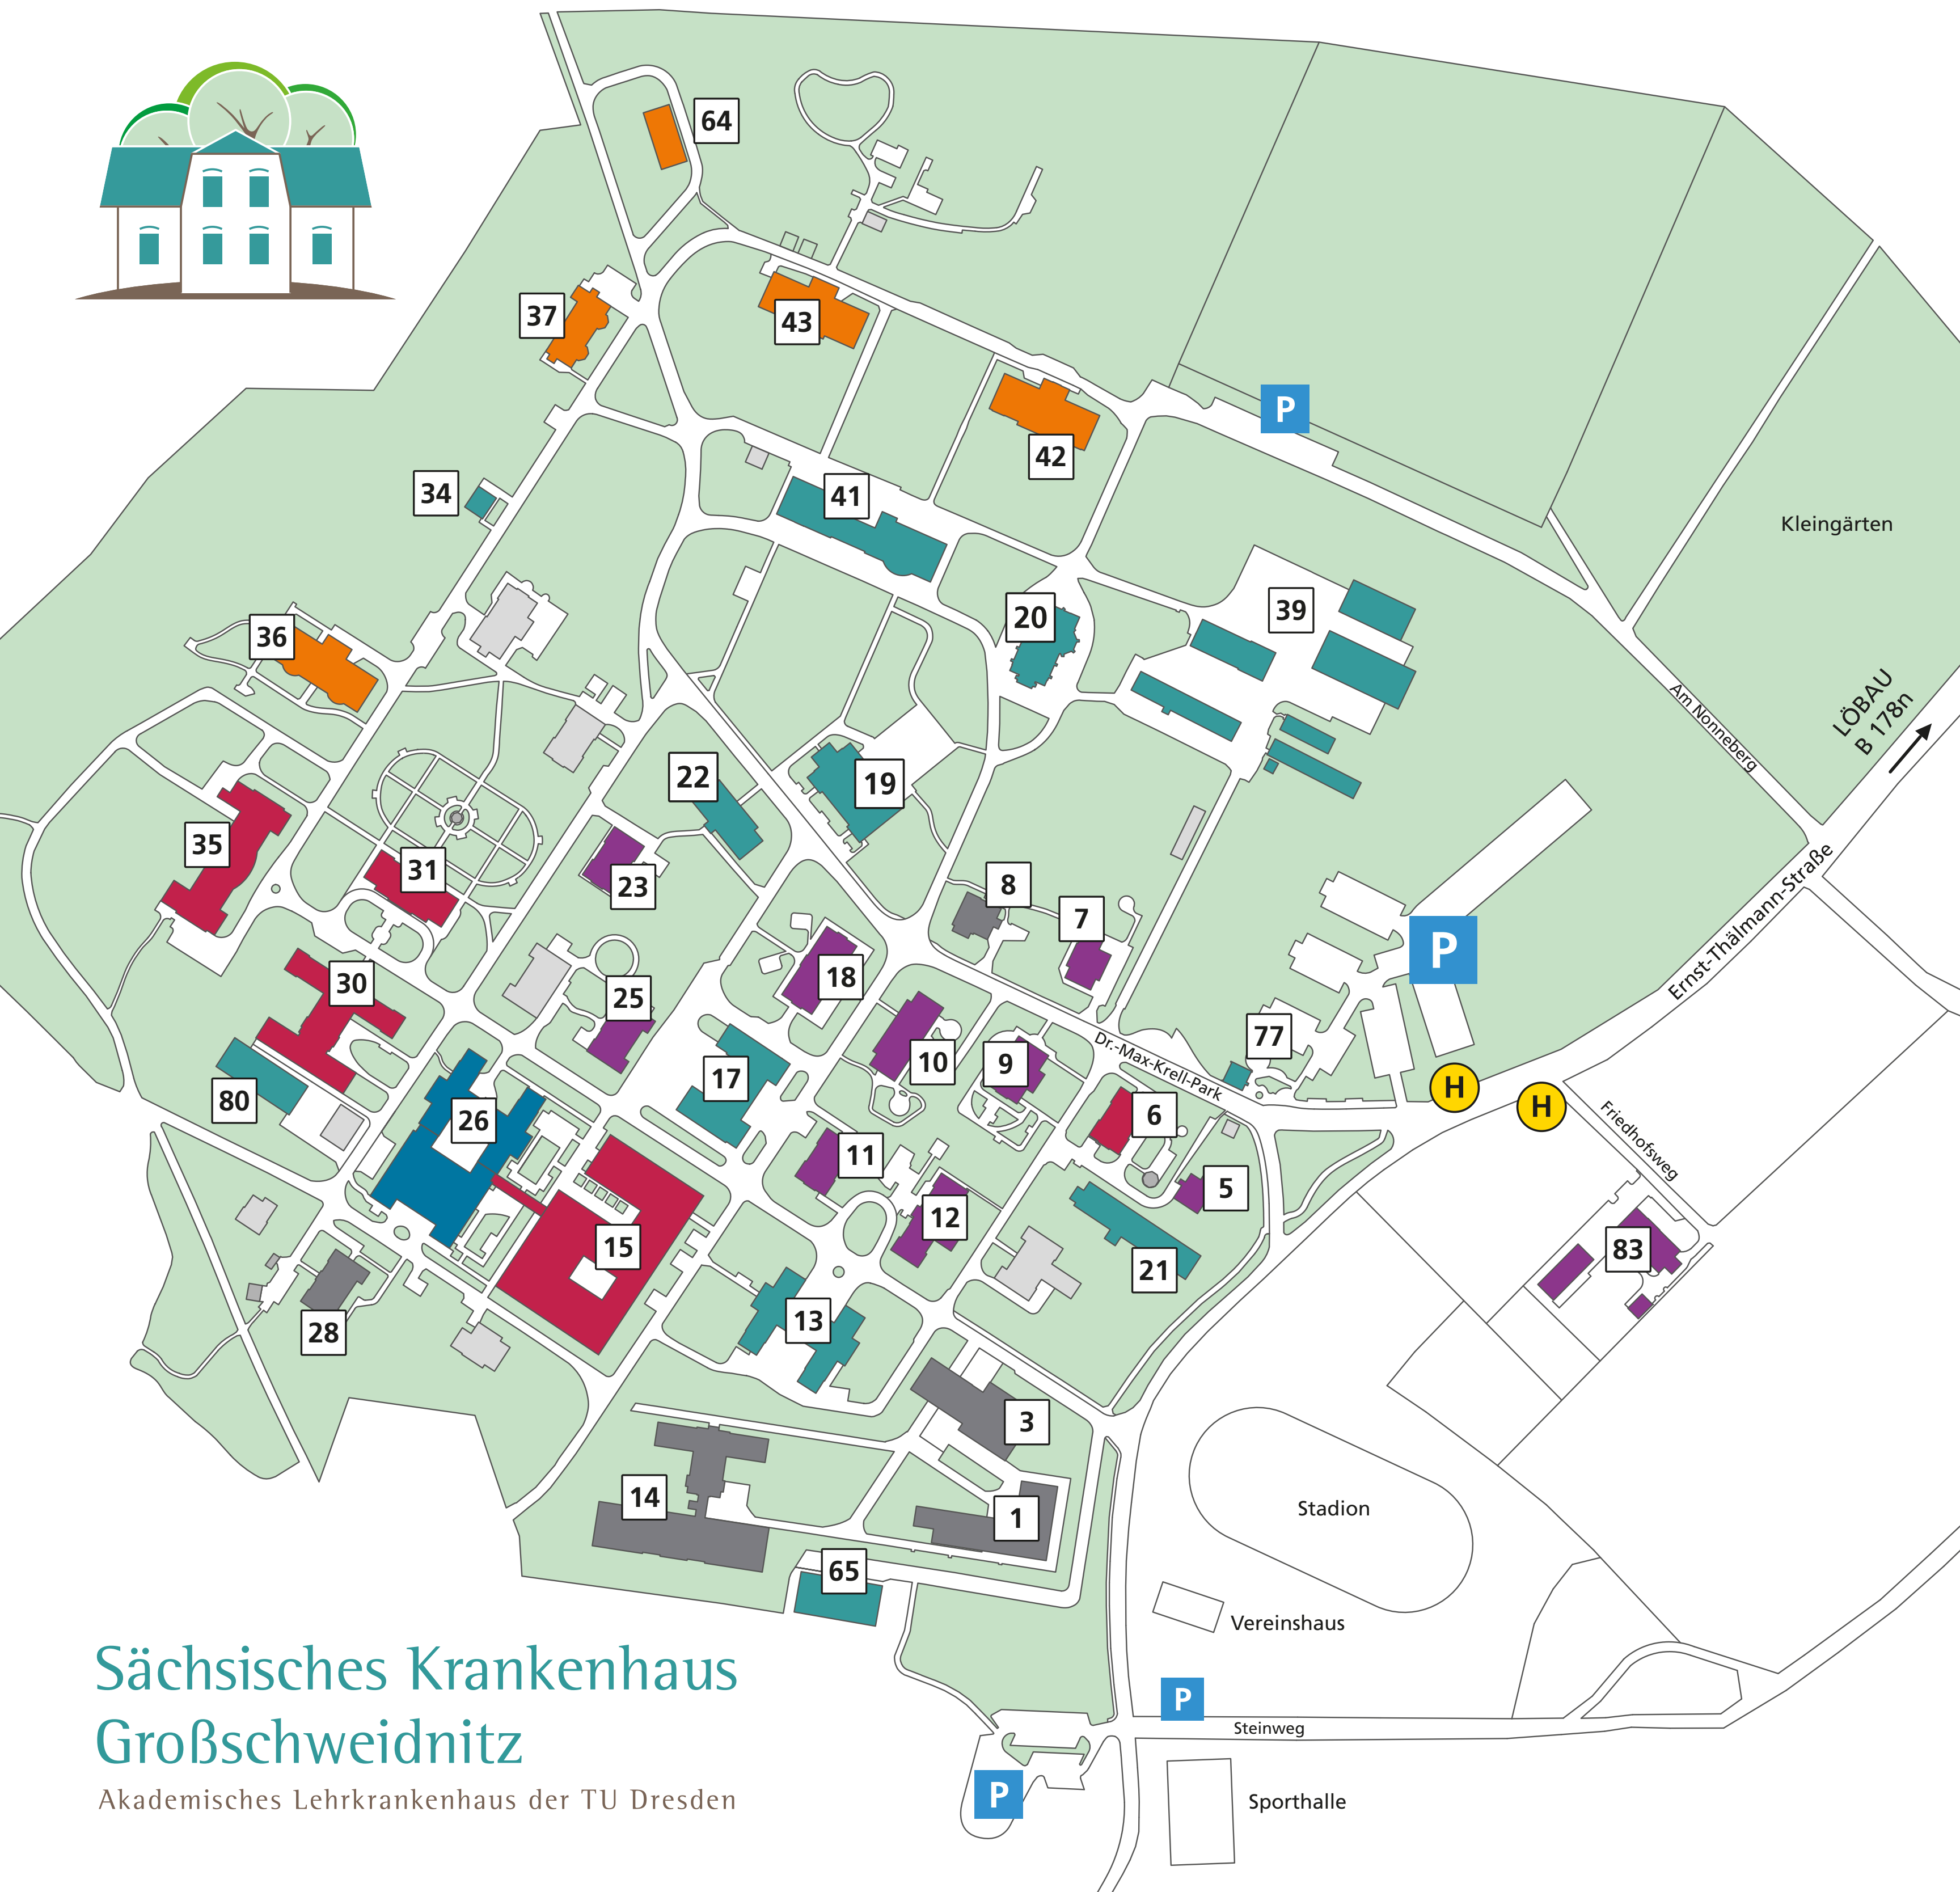 64
37
43
P
42
34
41
Kleingärten
39
20
36
LÖBAU
B 178n
Am Nonneberg
22
19
35
31
23
8
7
Ernst-Thälmann-Straße
P
30
18
25
77
10
9
17
Dr.-Max-Krell-Park
H
H
80
26
6
Friedhofsweg
11
5
12
15
83
21
28
13
3
14
1
Stadion
65
Vereinshaus
Sächsisches Krankenhaus
Großschweidnitz
Akademisches Lehrkrankenhaus der TU Dresden
P
Steinweg
P
Sporthalle